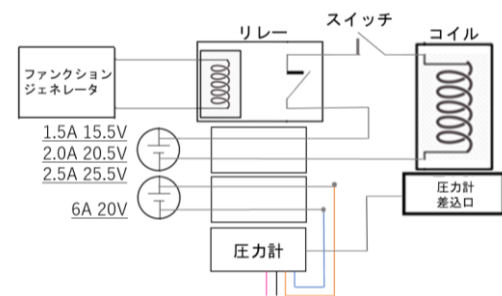 スイッチ
リレー
コイル
ファンクション
ジェネレータ
1.5A 15.5V
2.0A 20.5V
2.5A 25.5V
6A 20V
圧力計
差込口
圧力計